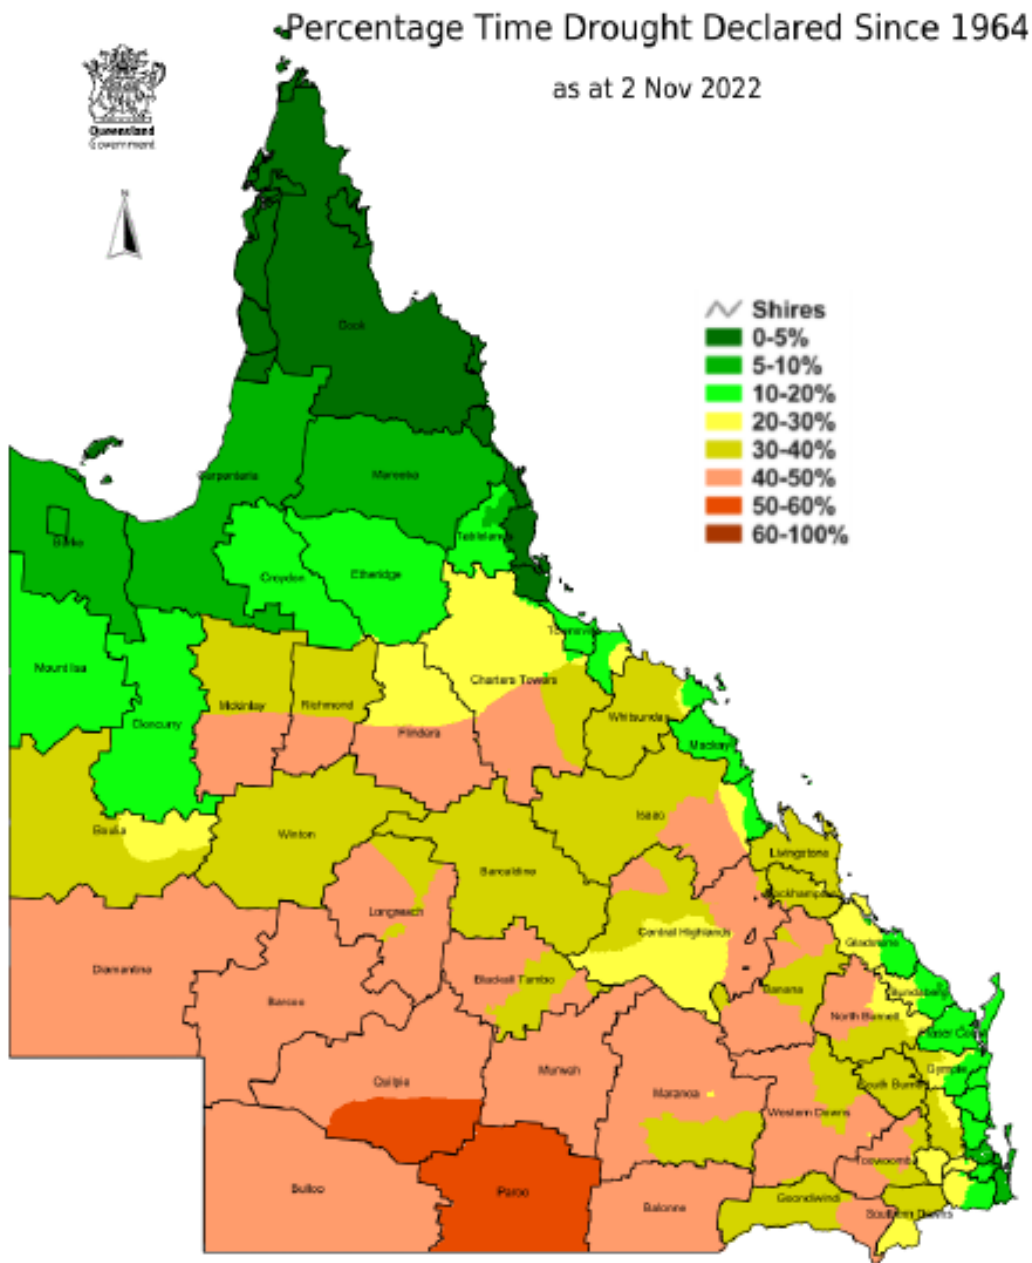 Percentage Time Drought Declared Since 1964
as at 2 Nov 2022
Queensland
Government
N
Shires
0-5%
5-10%
10-20%
20-30%
30-40%
40-50%
50-60%
60-100%
Cook
Carpentaria
Mareeba
Burke
Croydon
Etheridge
Mount Isa
Cloncurry
Mckinlay
Richmond
Flinders
Charters Towers
Whitsunday
Mackay
Boulia
Winton
Isaac
Barcaldine
Livingstone
Longreach
Central Highlands
Gladstone
Diamantina
Barcoo
Blackall Tambo
Banana
Bundaberg
North Burnett
Fraser Coast
Quilpie
Murweh
Maranoa
Gympie
South Burnett
Western Downs
Toowoomba
Bulloo
Paroo
Balonne
Goondiwindi
Southern Downs